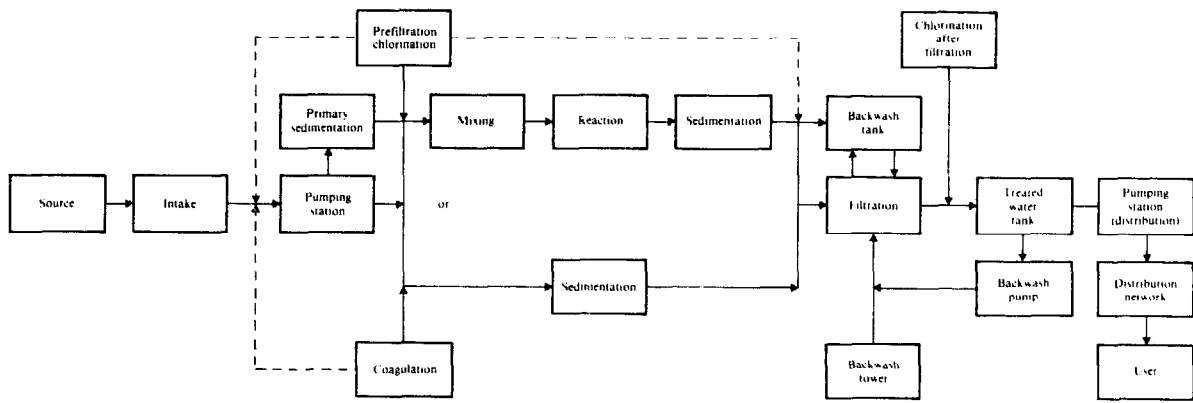 Prefiltration
chlorination
Chlorination
after
filtration
Primary
sedimentation
Mixing
Reaction
Sedimentation
Backwash
tank
Source
Intake
Pumping
station
or
Filtration
Treated
water
tank
Pumping
station
(distribution)
Sedimentation
Backwash
pump
Distribution
network
Coagulation
Backwash
tower
User